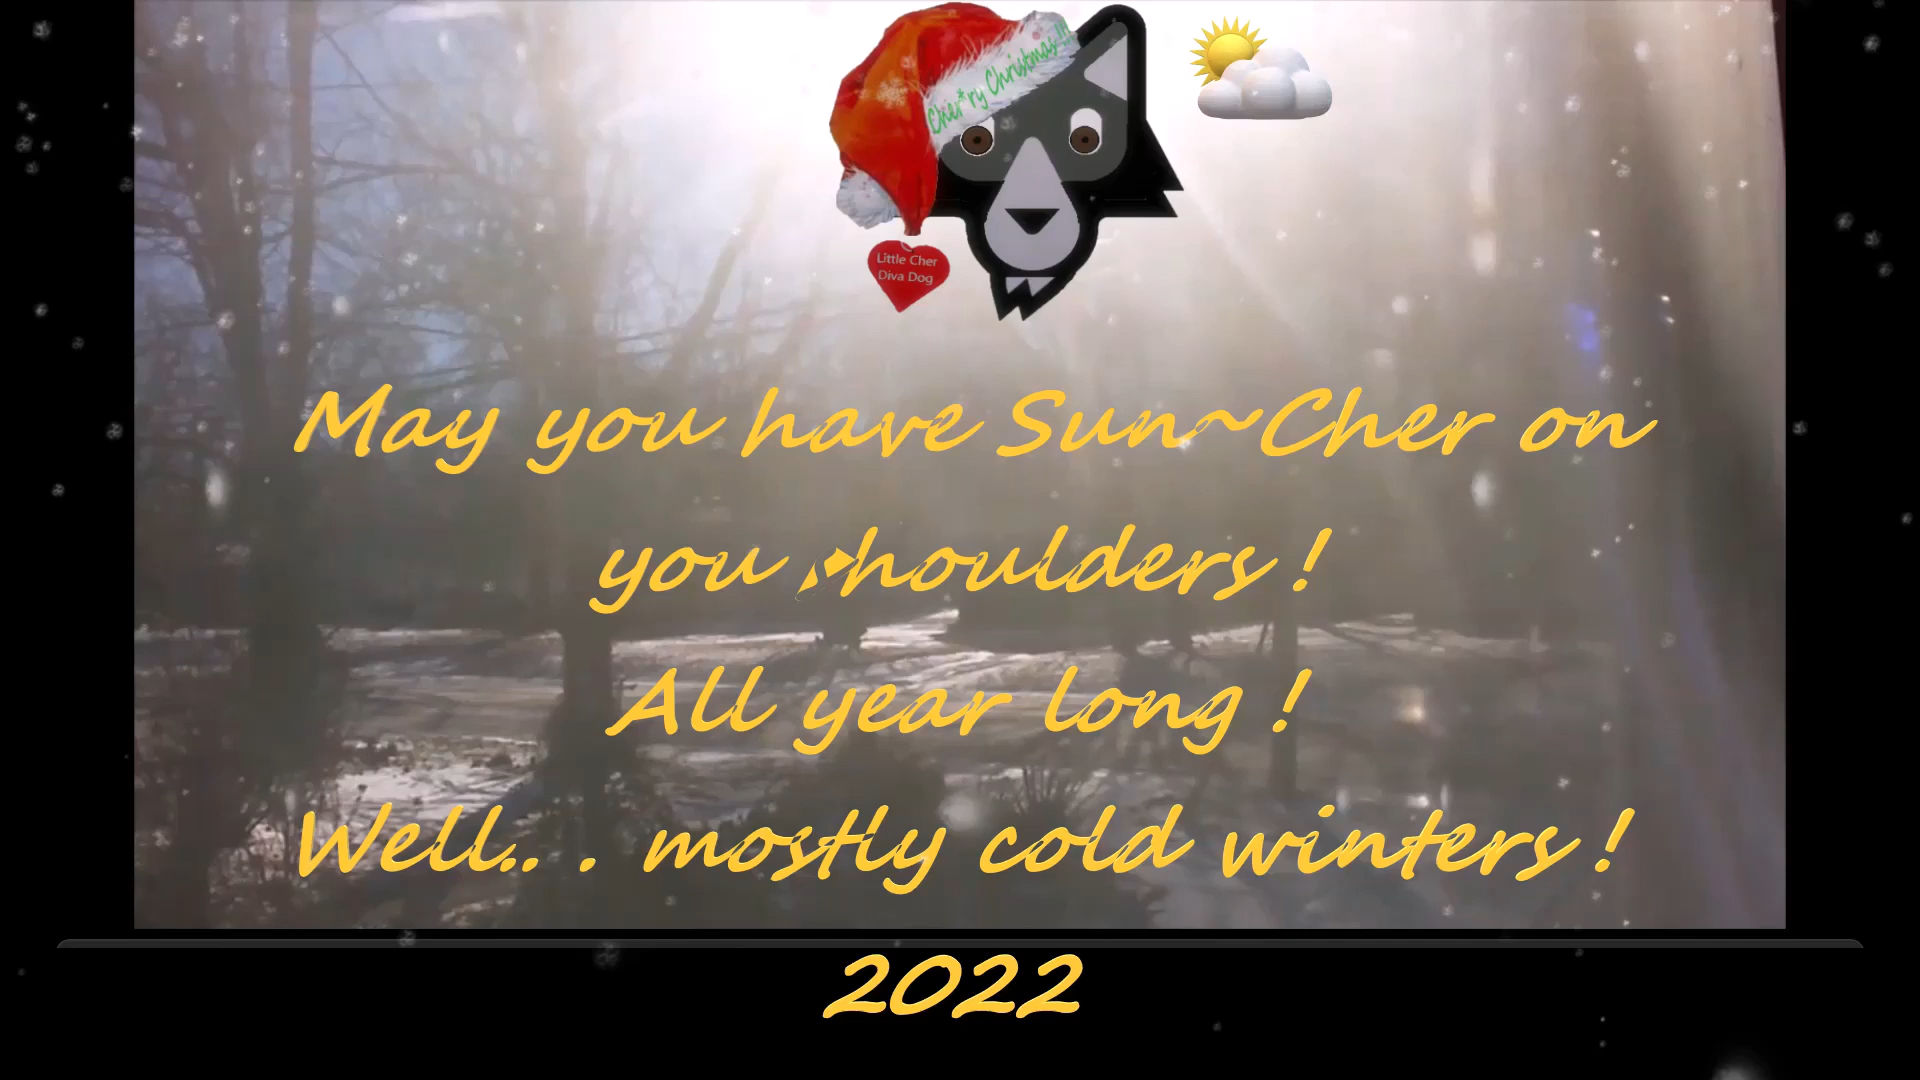 Cher*ry Christmas!!!
Little Cher
Diva Dog
May you have Sun~Cher on
you shoulders !
All year long !
Well.. . mostly cold winters !
2022